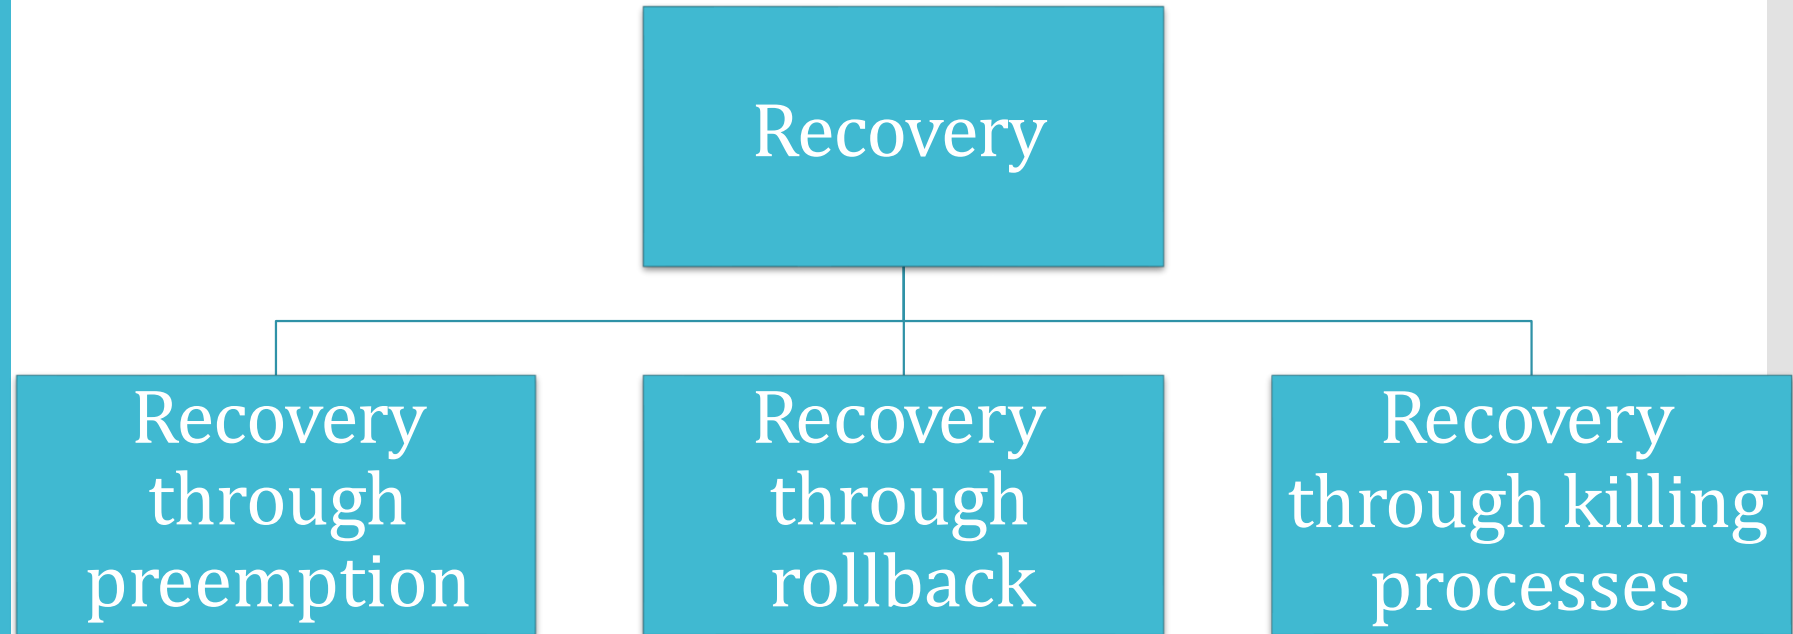 Recovery
Recovery
through
preemption
Recovery
through
rollback
Recovery
through killing
processes